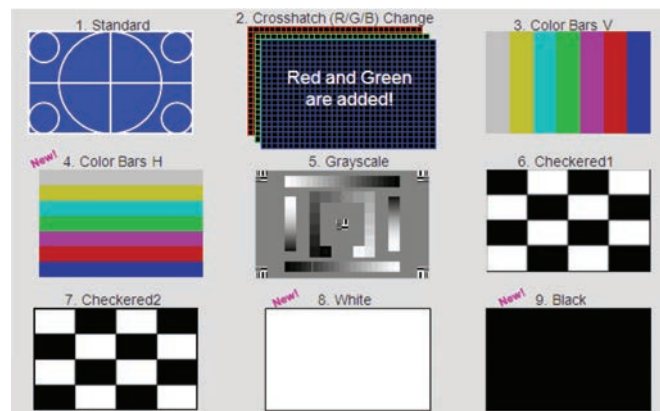 1. Standard
2. Crosshatch (R/G/B) Change
3. Color Bars V
Red and Green
are added!
New!
4. Color Bars H
5. Grayscale
6. Checkered1
7. Checkered2
New!
8. White
New!
9. Black